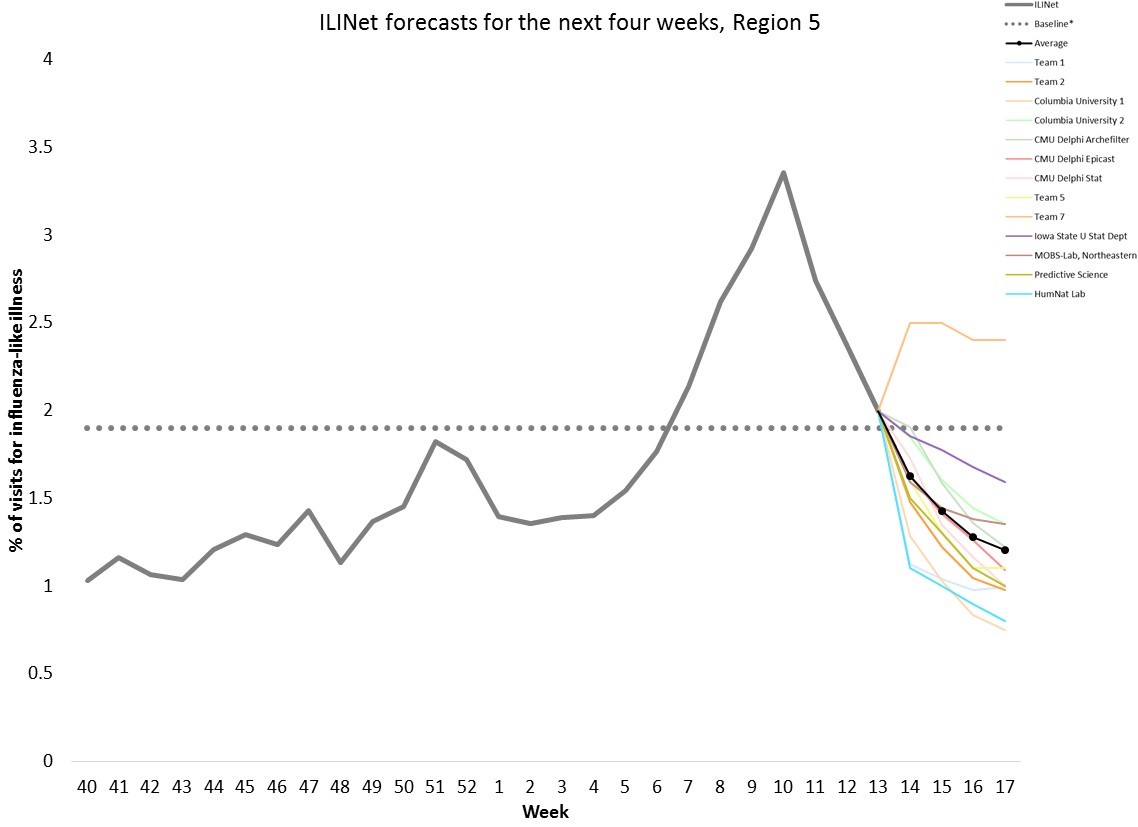 ILINet forecasts for the next four weeks, Region 5
ILINet
Baseline*
Average
Team 1
Team 2
Columbia University 1
Columbia University 2
CMU Delphi Archefilter
CMU Delphi Epicast
CMU Delphi Stat
Team 5
Team 7
Iowa State U Stat Dept
MOBS-Lab, Northeastern
Predictive Science
HumNat Lab
% of visits for influenza-like illness
4
3.5
3
2.5
2
1.5
1
0.5
0
40 41 42 43 44 45 46 47 48 49 50 51 52 1 2 3 4 5 6 7 8 9 10 11 12 13 14 15 16 17
Week